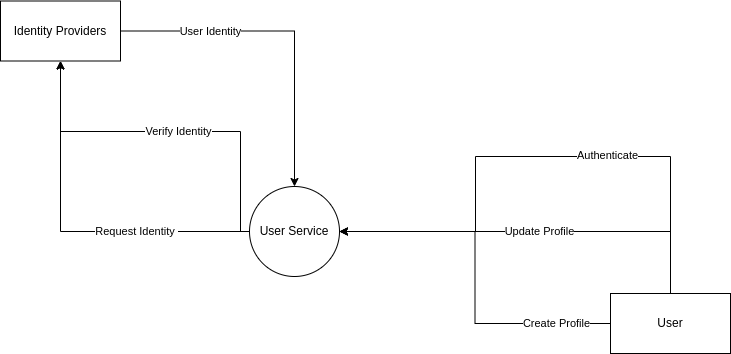 Identity Providers
User Identity
Verify Identity
Authenticate
Request Identity
User Service
Update Profile
Create Profile
User